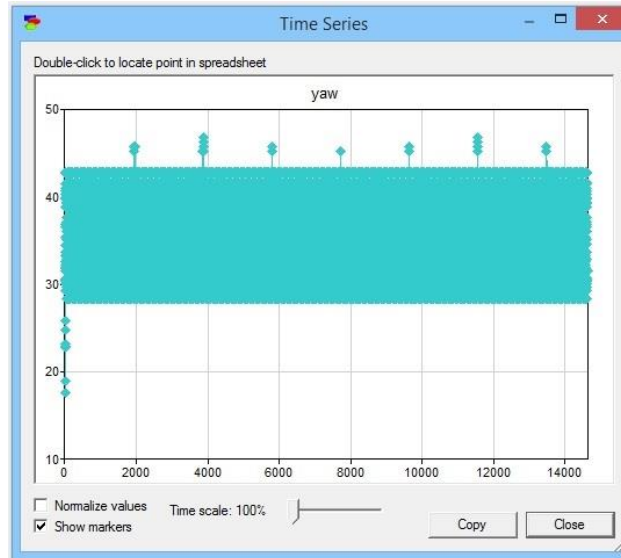 Time Series
Double-click to locate point in spreadsheet
yaw
50
40
30
20
10
0 2000 4000 6000 8000 10000 12000 14000
Normalize values
Time scale: 100%
Show markers
Copy
Close